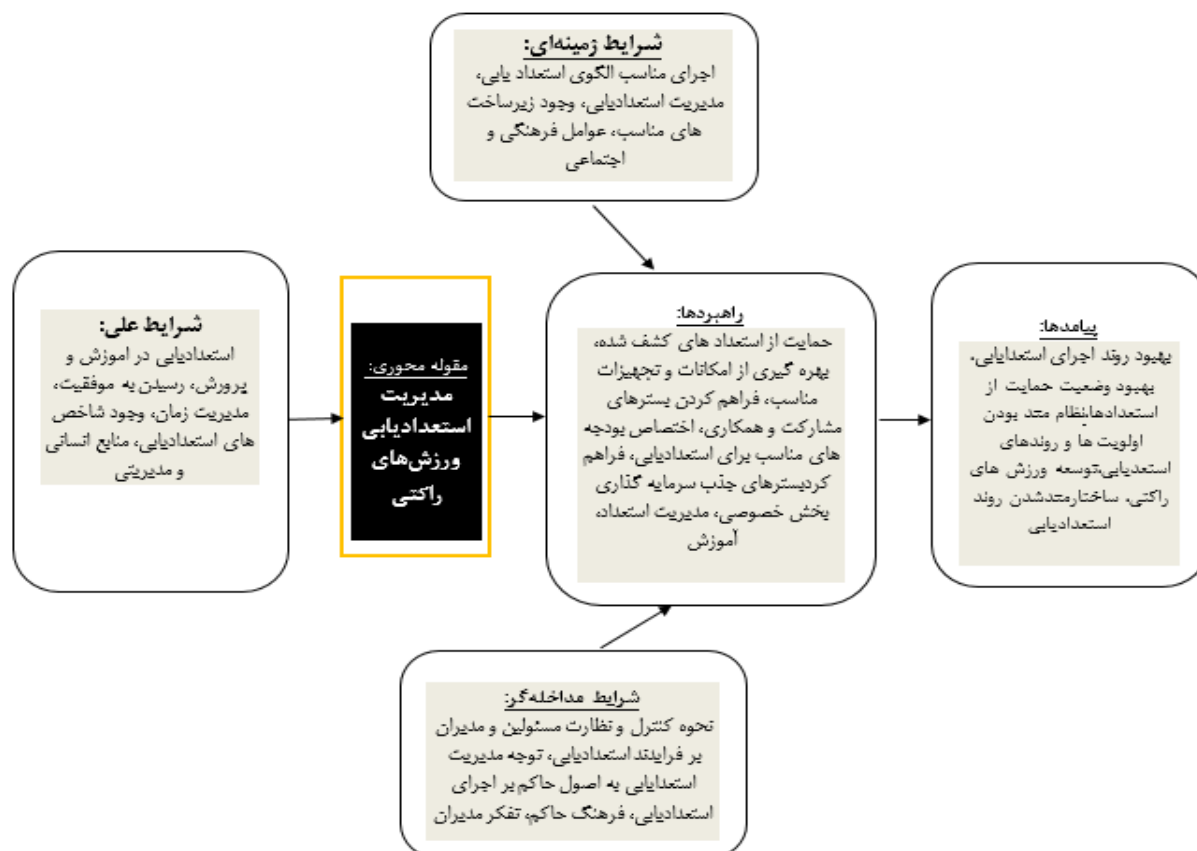 شرایط زمینه‌ای:
اجرای مناسب الگوی استعداد یابی،
مدیریت استعدادیابی، وجود زیرساخت
های مناسب، عوامل فرهنگی و
اجتماعی
شرایط علی:
استعدادیابی در اموزش و
پرورش، رسیدن به موفقیت،
مدیریت زمان، وجود شاخص
های استعدادیابی، منابع انسانی
و مدیریتی
مقوله محوری:
مدیریت
استعدادیابی
ورزش‌های
راکتی
راهبردها:
حمایت از استعداد های کشف شده،
بهره گیری از امکانات و تجهیزات
مناسب، فراهم کردن بسترهای
مشارکت و همکاری، اختصاص بودجه
های مناسب برای استعدادیابی، فراهم
کردبسترهای جذب سرمایه گذاری
بخش خصوصی، مدیریت استعداد،
آموزش
پیامدها:
بهبود روند اجرای استعدایابی،
بهبود وضعیت حمایت از
استعدادها،نظام مند بودن
اولویت ها و روندهای
استعدیابی،توسعه ورزش های
راکتی، ساختارمندشدن روند
استعدادیابی
شرایط مداخله‌گر:
نحوه کنترل و نظارت مسئولین و مدیران
بر فرایدند استعدادیابی، توجه مدیریت
استعدایابی به اصول حاکم بر اجرای
استعدادیابی، فرهنگ حاکم، تفکر مدیران